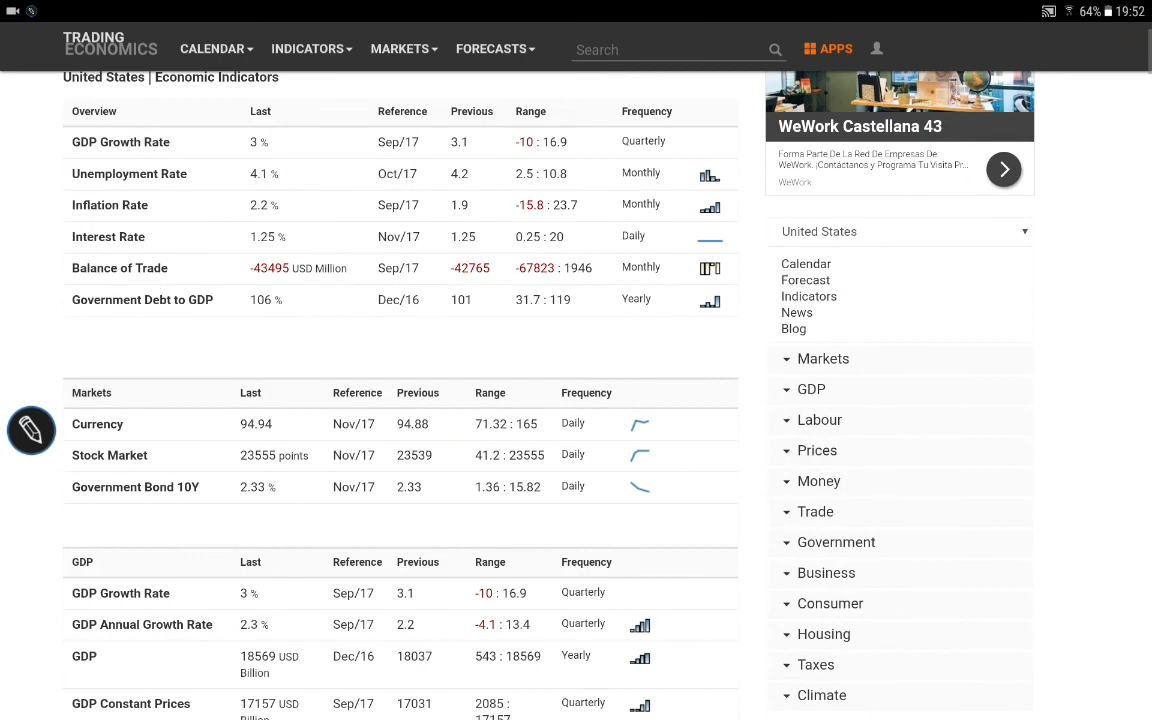 64% 19:52
TRADING ECONOMICS CALENDAR INDICATORS MARKETS FORECASTS Search APPS
United States | Economic Indicators
Overview Last Reference Previous Range Frequency
GDP Growth Rate 3 % Sep/17 3.1 -10 : 16.9 Quarterly
Unemployment Rate 4.1 % Oct/17 4.2 2.5 : 10.8 Monthly
Inflation Rate 2.2 % Sep/17 1.9 -15.8 : 23.7 Monthly
Interest Rate 1.25 % Nov/17 1.25 0.25 : 20 Daily
Balance of Trade -43495 USD Million Sep/17 -42765 -67823 : 1946 Monthly
Government Debt to GDP 106 % Dec/16 101 31.7 : 119 Yearly
Markets Last Reference Previous Range Frequency
Currency 94.94 Nov/17 94.88 71.32 : 165 Daily
Stock Market 23555 points Nov/17 23539 41.2 : 23555 Daily
Government Bond 10Y 2.33 % Nov/17 2.33 1.36 : 15.82 Daily
GDP Last Reference Previous Range Frequency
GDP Growth Rate 3 % Sep/17 3.1 -10 : 16.9 Quarterly
GDP Annual Growth Rate 2.3 % Sep/17 2.2 -4.1 : 13.4 Quarterly
GDP 18569 USD Dec/16 18037 543 : 18569 Yearly
Billion
GDP Constant Prices 17157 USD Sep/17 17031 2085 : Quarterly
Billion 17157
WeWork Castellana 43
Forma Parte De La Red De Empresas De
WeWork. ¡Contáctanos y Programa Tu Visita Pr...
WeWork
United States
Calendar
Forecast
Indicators
News
Blog
Markets
GDP
Labour
Prices
Money
Trade
Government
Business
Consumer
Housing
Taxes
Climate